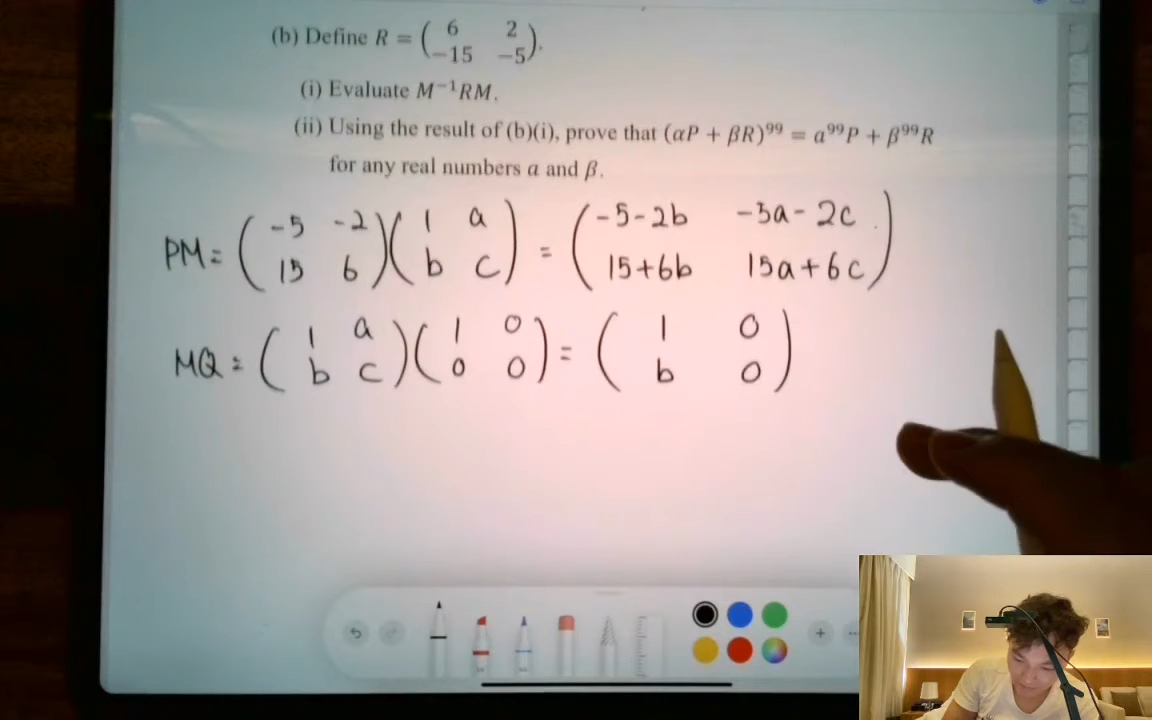 (b) Define R = ( 6 2 −15 −5 ).
(i) Evaluate M⁻¹RM.
(ii) Using the result of (b)(i), prove that (αP + βR)⁹⁹ = α⁹⁹P + β⁹⁹R
for any real numbers α and β.
PM = ( -5 -2 15 6 )( 1 a b c ) = ( -5-2b -5a-2c 15+6b 15a+6c )
MQ = ( 1 a b c )( 1 0 0 0 ) = ( 1 0 b 0 )